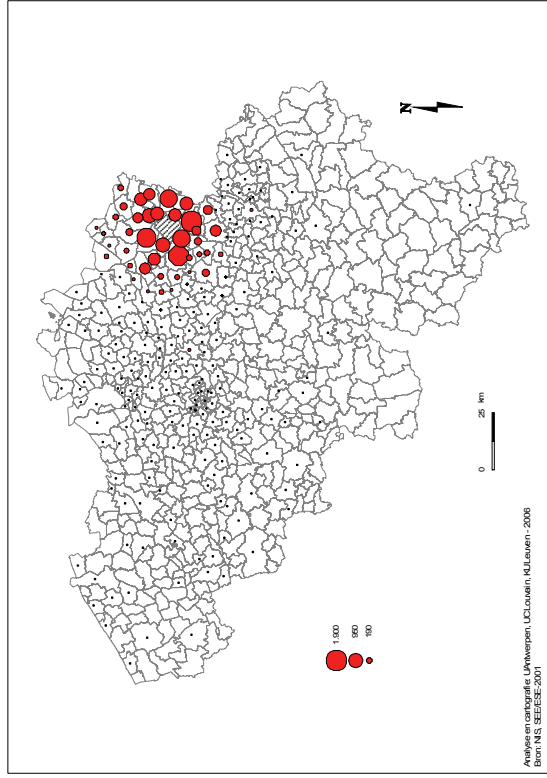 N
0 25 km
1.900
950
190
Analyse en cartografie: UAntwerpen, UCLouvain, KULeuven - 2006
Bron: NIS, SEE/ESE-2001